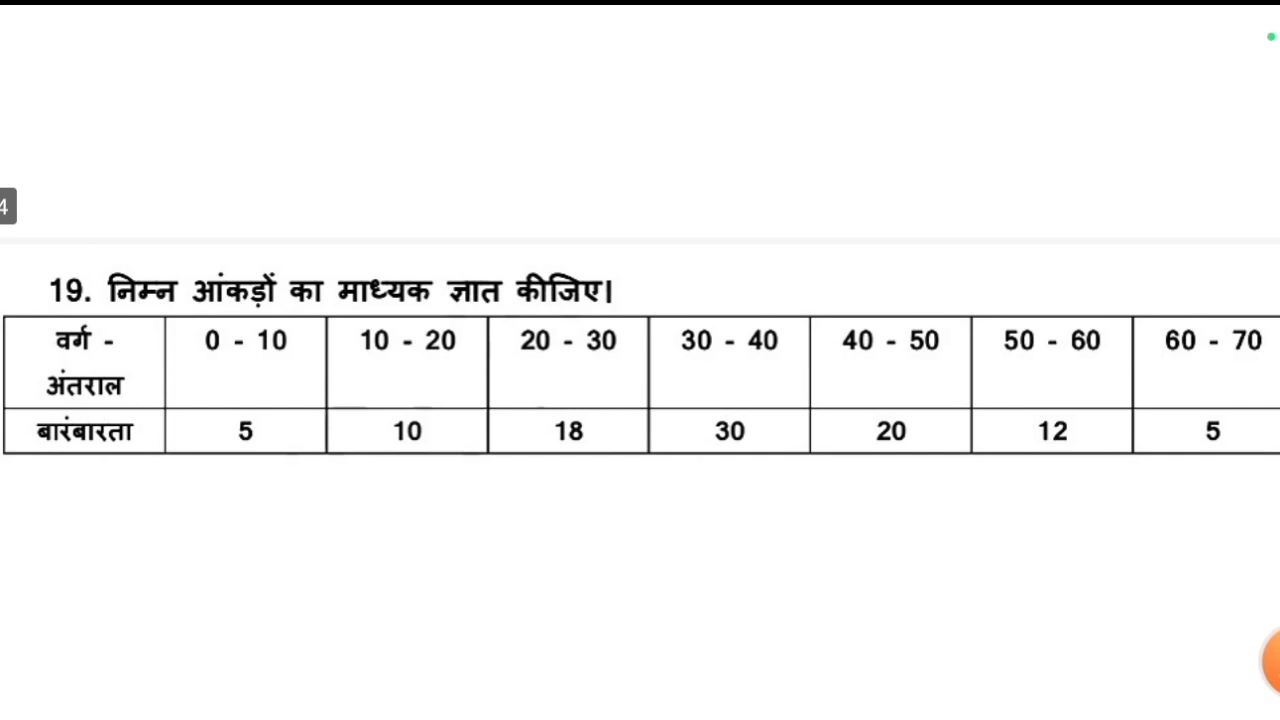 4
19. निम्न आंकड़ों का माध्यक ज्ञात कीजिए।
वर्ग - 0 - 10 10 - 20 20 - 30 30 - 40 40 - 50 50 - 60 60 - 70
अंतराल
बारंबारता 5 10 18 30 20 12 5